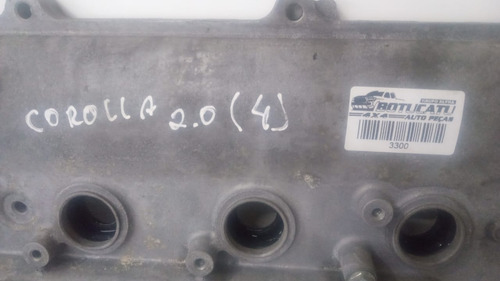 COROLLA 2.0 (4)
BOTUCATU
4X4 AUTO PEÇAS
3300